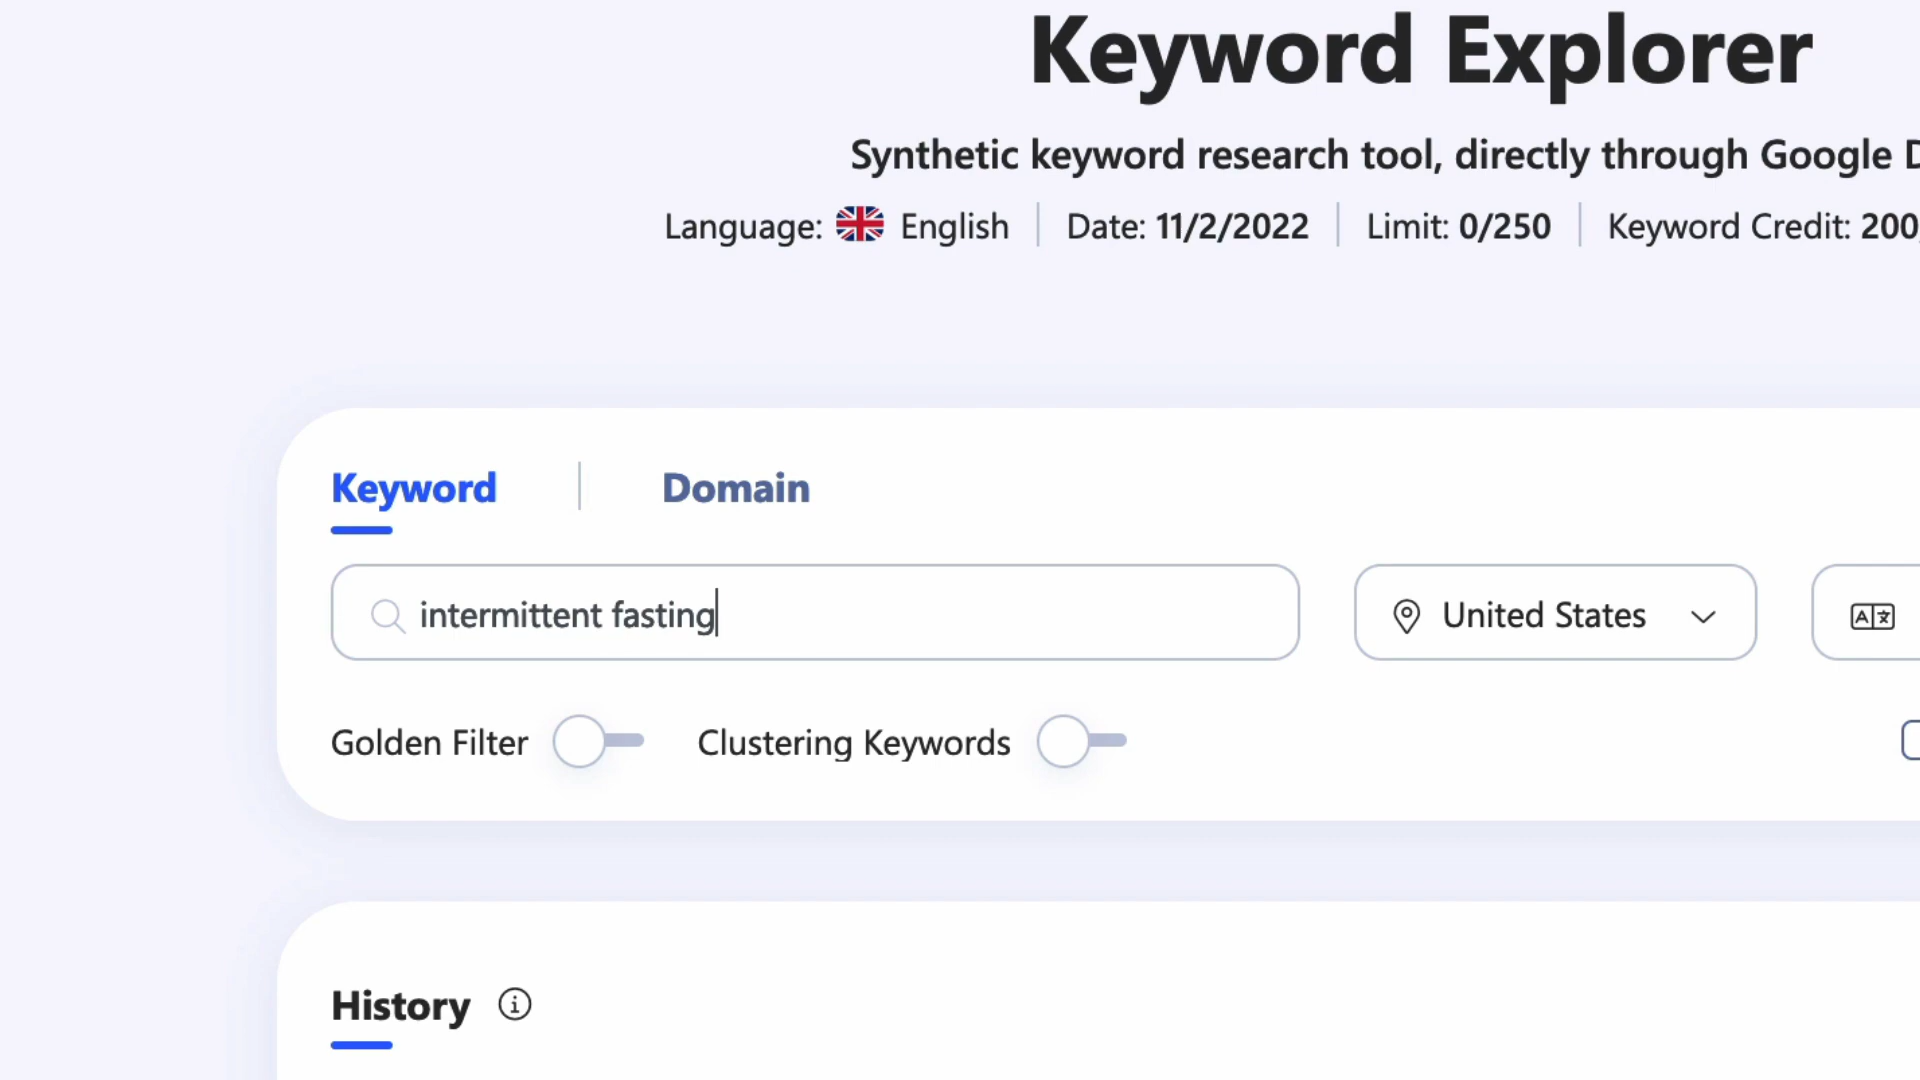 Keyword Explorer
Synthetic keyword research tool, directly through Google
Language: English Date: 11/2/2022 Limit: 0/250 Keyword Credit: 200
Keyword Domain
intermittent fasting United States
Golden Filter Clustering Keywords
History